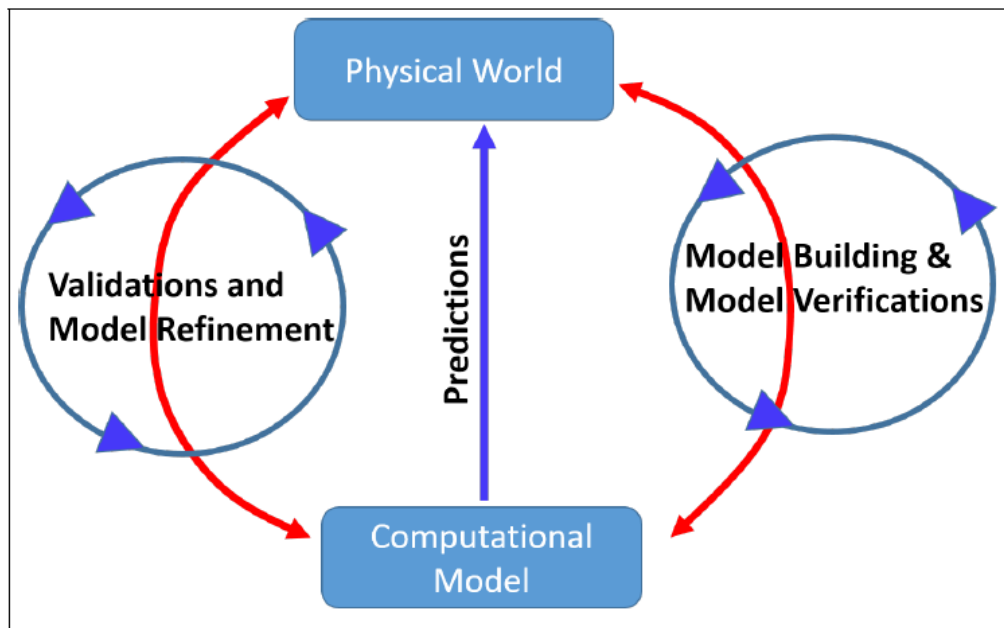 Physical World
Validations and
Model Refinement
Predictions
Model Building &
Model Verifications
Computational
Model